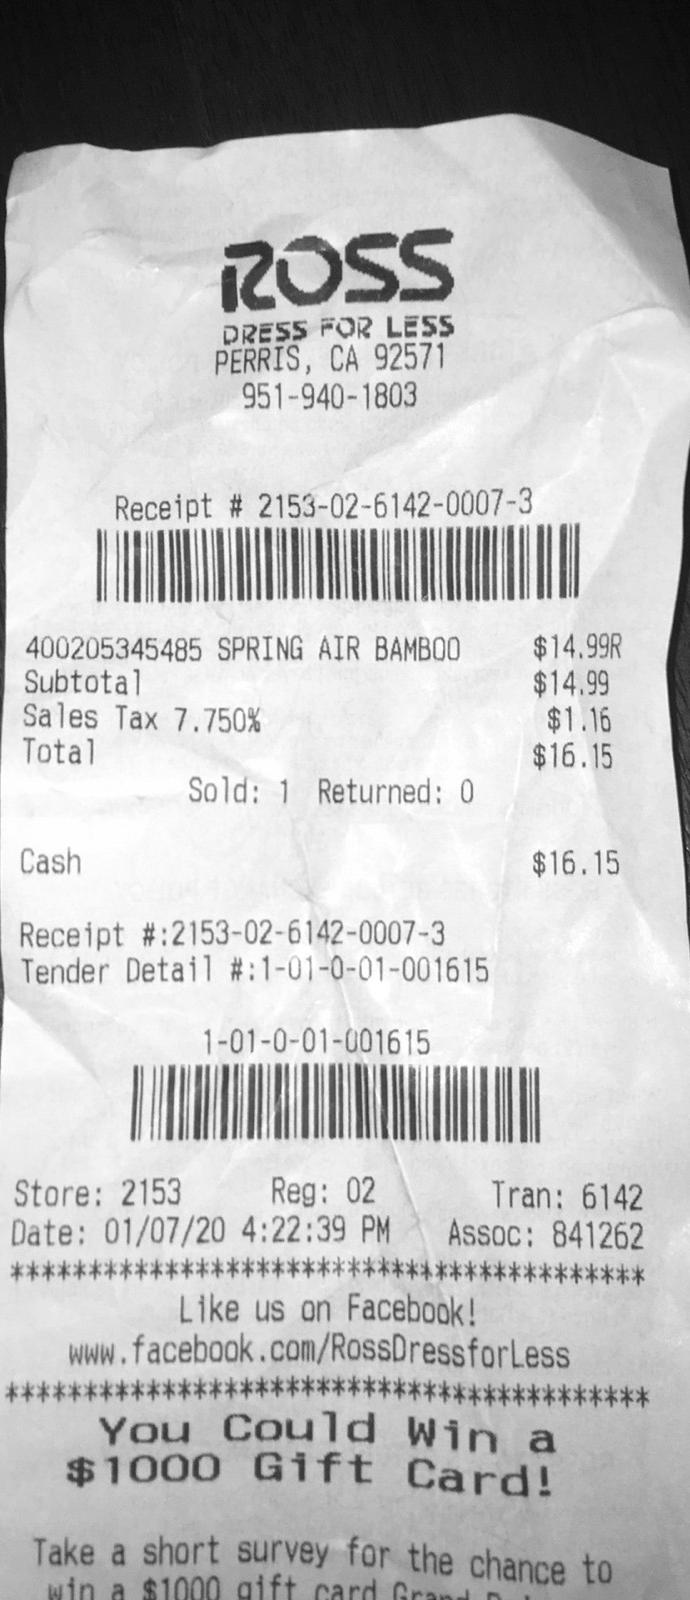 ROSS
DRESS FOR LESS
PERRIS, CA 92571
951-940-1803
Receipt # 2153-02-6142-0007-3
400205345485 SPRING AIR BAMBOO $14.99R
Subtotal $14.99
Sales Tax 7.750% $1.16
Total $16.15
Sold: 1 Returned: 0
Cash $16.15
Receipt #:2153-02-6142-0007-3
Tender Detail #:1-01-0-01-001615
1-01-0-01-001615
Store: 2153 Reg: 02 Tran: 6142
Date: 01/07/20 4:22:39 PM Assoc: 841262
*****************************************
Like us on Facebook!
www.facebook.com/RossDressforLess
*****************************************
You Could Win a
$1000 Gift Card!
Take a short survey for the chance to
win a $1000 gift card